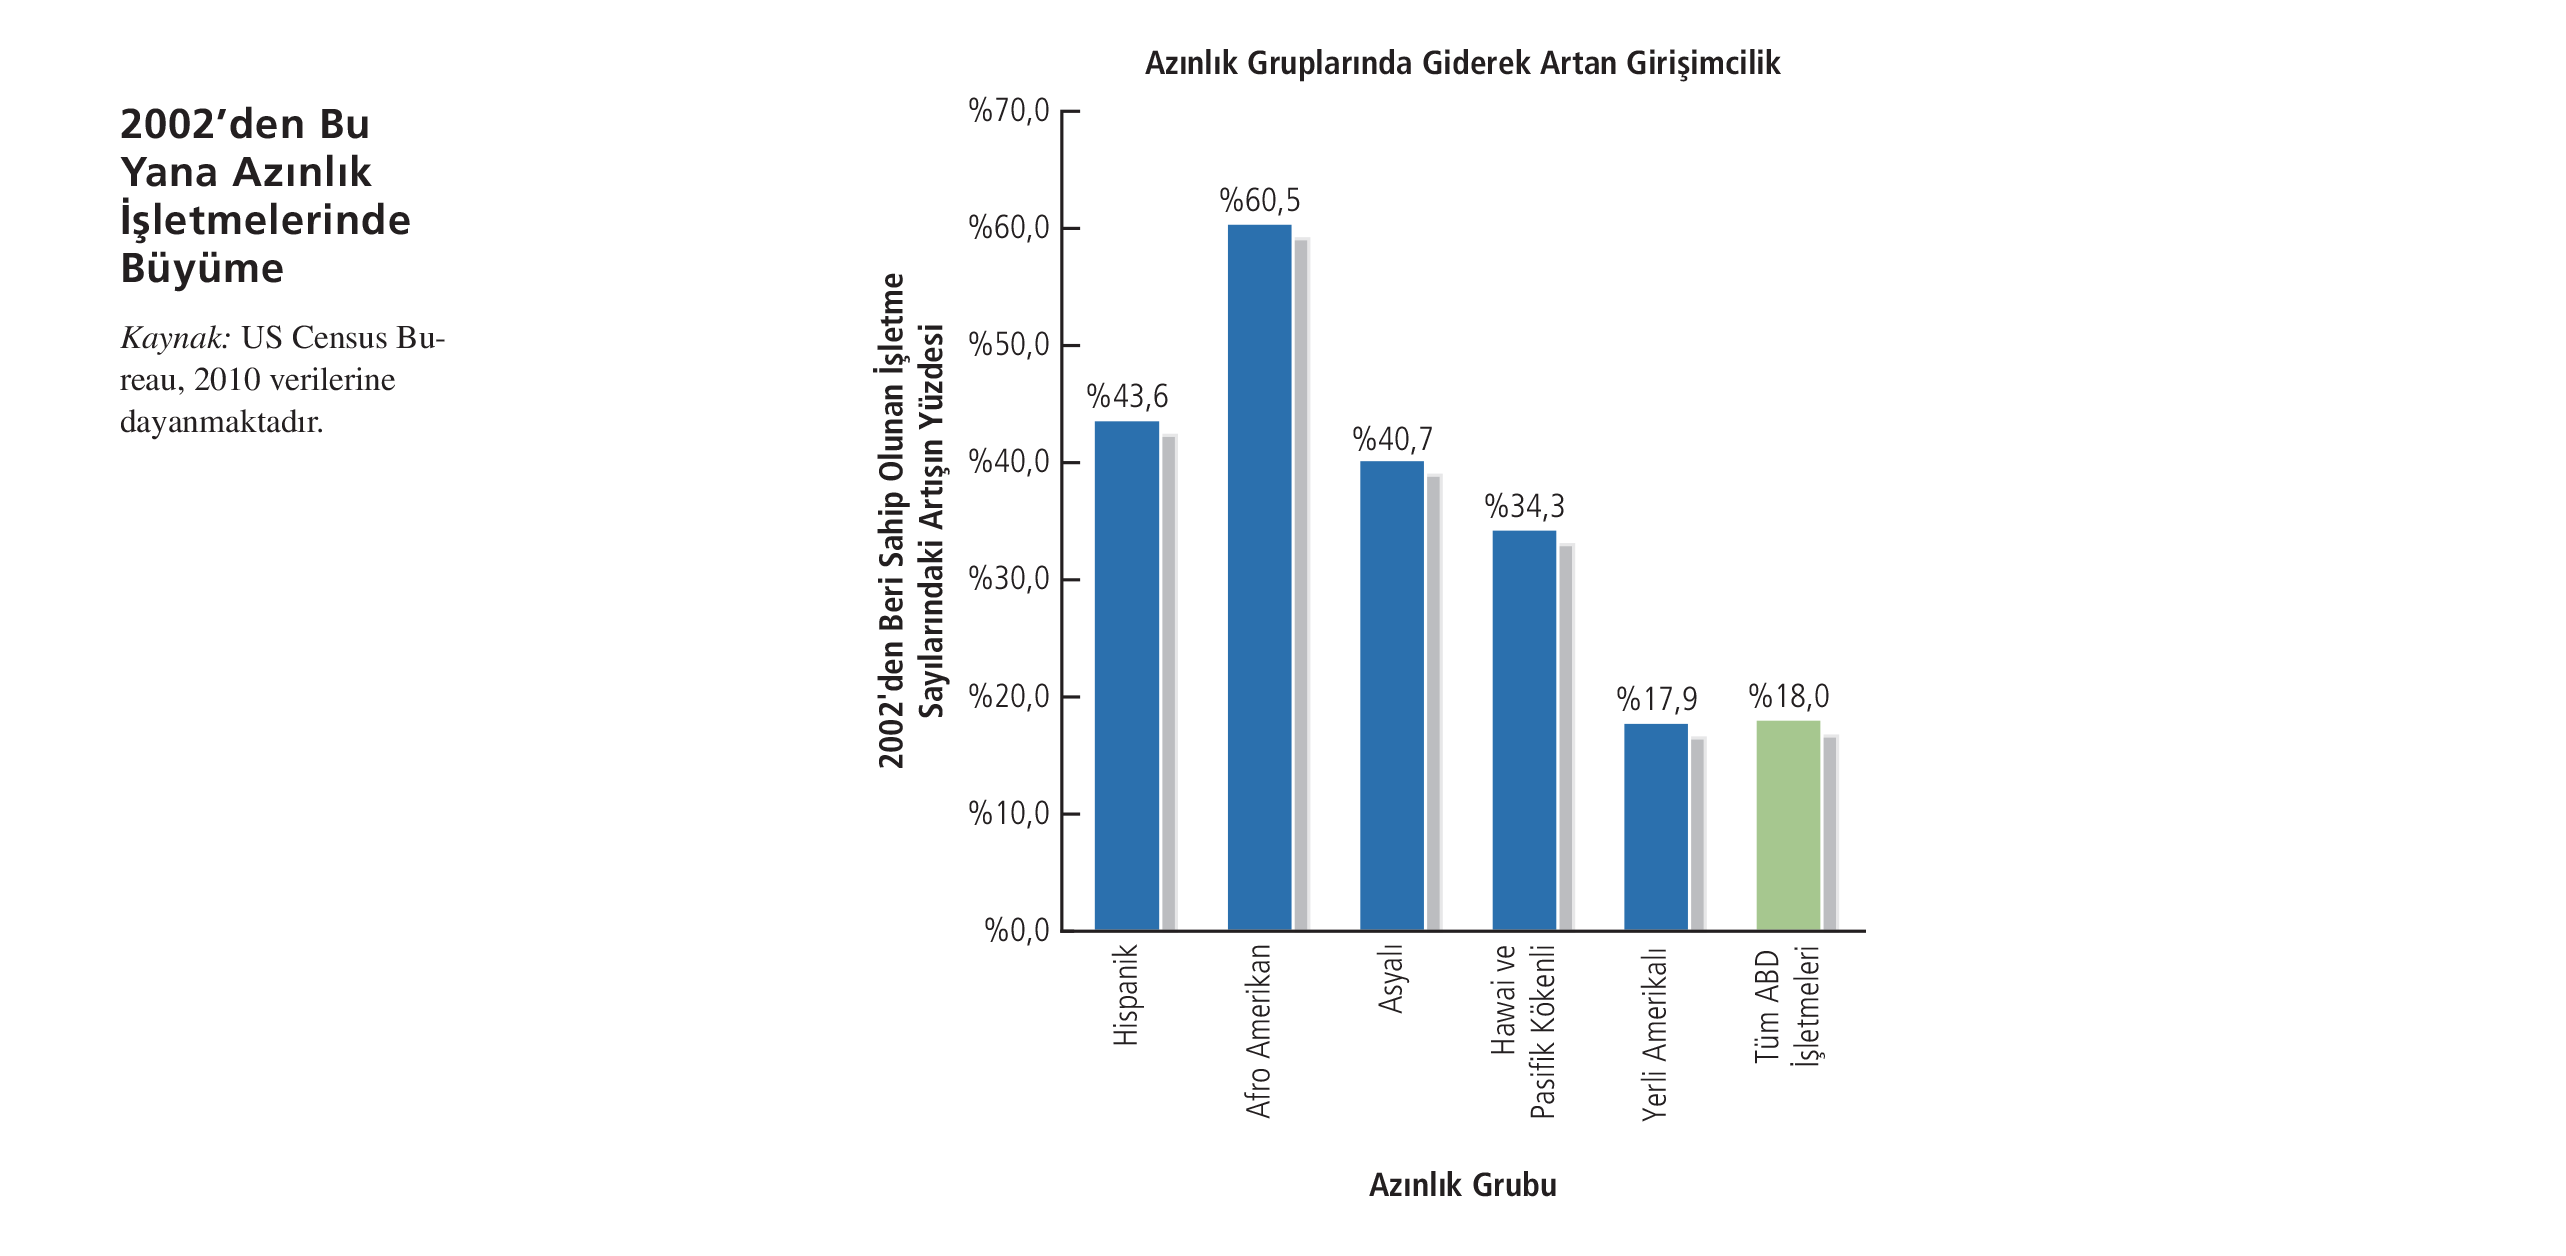 2002’den Bu
Yana Azınlık
İşletmelerinde
Büyüme
Kaynak: US Census Bu-
reau, 2010 verilerine
dayanmaktadır.
Azınlık Gruplarında Giderek Artan Girişimcilik
2002'den Beri Sahip Olunan İşletme
Sayılarındaki Artışın Yüzdesi
%70,0
%60,0
%50,0
%40,0
%30,0
%20,0
%10,0
%0,0
%43,6
%60,5
%40,7
%34,3
%17,9
%18,0
Hispanik
Afro Amerikan
Asyalı
Hawai ve
Pasifik Kökenli
Yerli Amerikalı
Tüm ABD
İşletmeleri
Azınlık Grubu